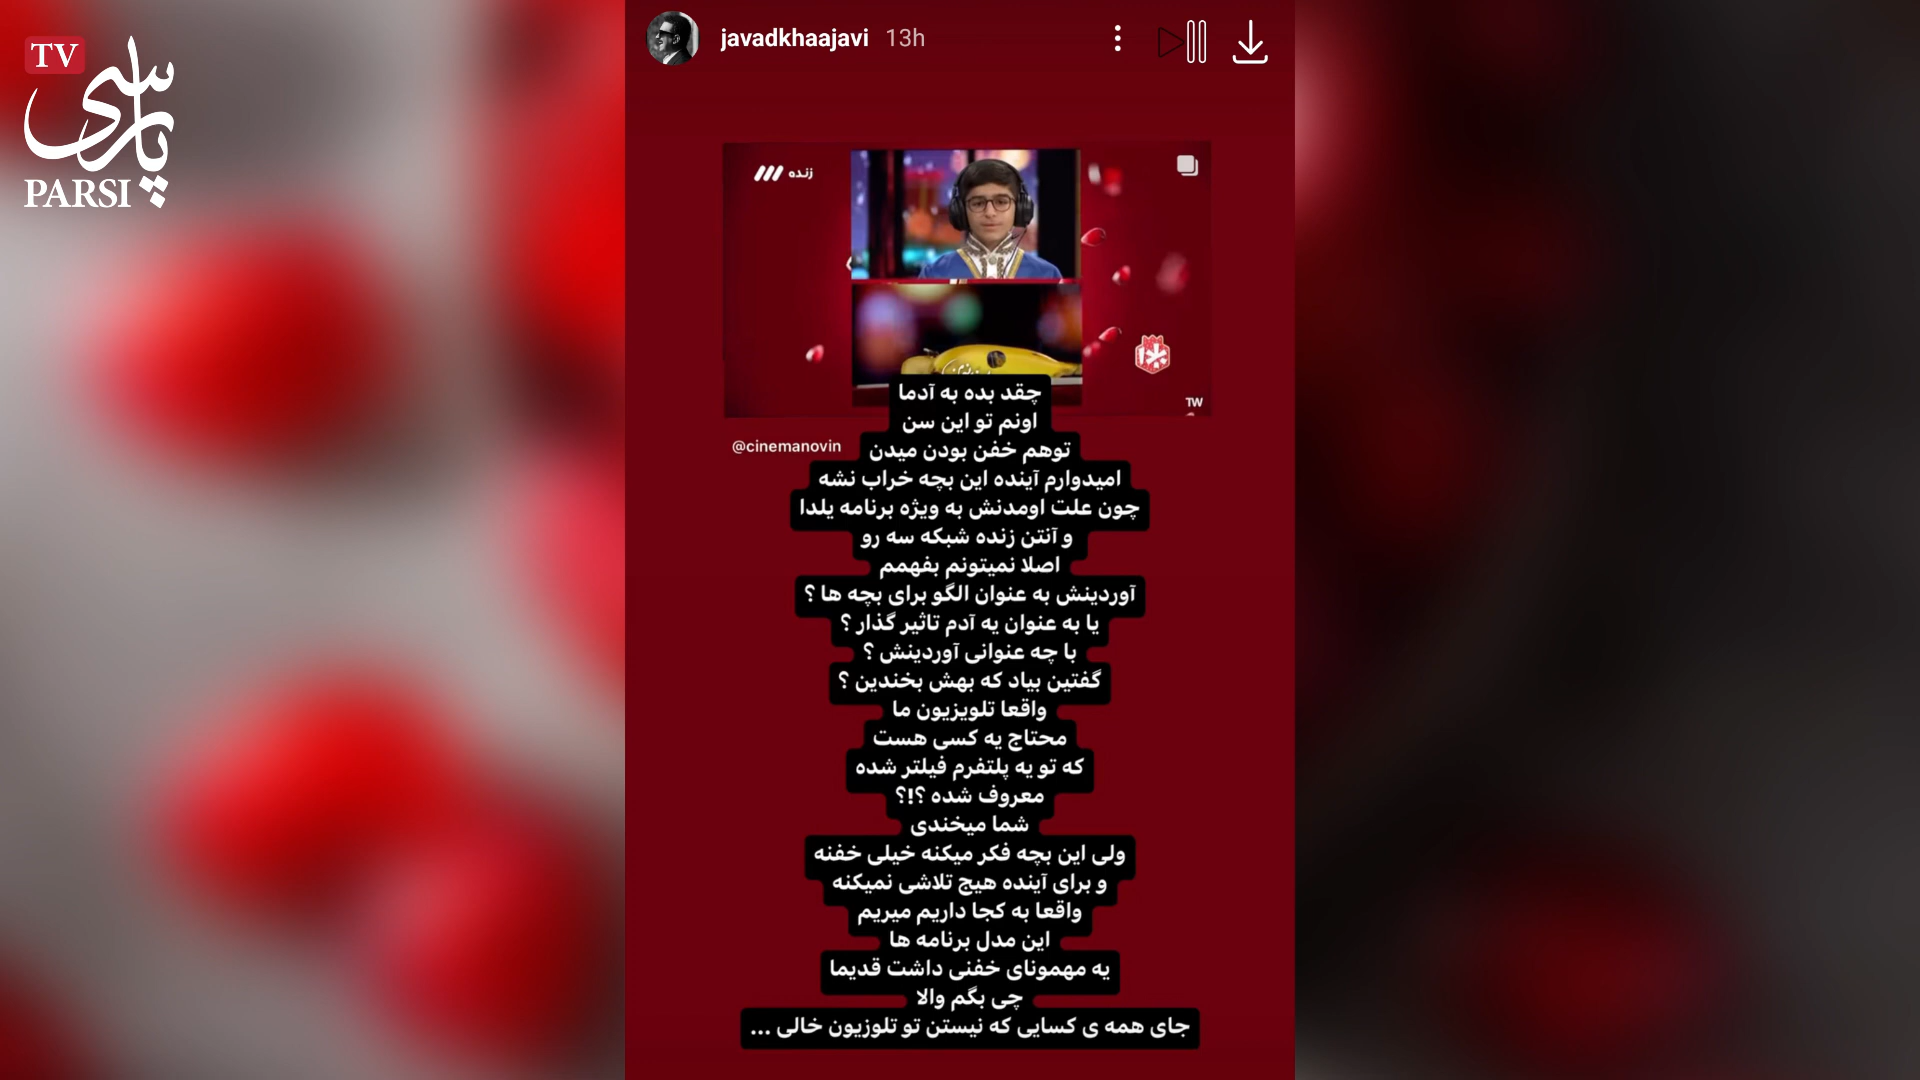 TV
پارسی
PARSI
javadkhaajavi 13h
زنده
یلدا
TW
@cinemanovin
چقد بده به آدما
اونم تو این سن
توهم خفن بودن میدن
امیدوارم آینده این بچه خراب نشه
چون علت اومدنش به ویژه برنامه یلدا
و آنتن زنده شبکه سه رو
اصلا نمیتونم بفهمم
آوردینش به عنوان الگو برای بچه ها ؟
یا به عنوان یه آدم تاثیر گذار ؟
با چه عنوانی آوردینش ؟
گفتین بیاد که بهش بخندین ؟
واقعا تلویزیون ما
محتاج یه کسی هست
که تو یه پلتفرم فیلتر شده
معروف شده ؟!؟
شما میخندی
ولی این بچه فکر میکنه خیلی خفنه
و برای آینده هیچ تلاشی نمیکنه
واقعا به کجا داریم میریم
این مدل برنامه ها
یه مهمونای خفنی داشت قدیما
چی بگم والا
جای همه ی کسایی که نیستن تو تلوزیون خالی ...